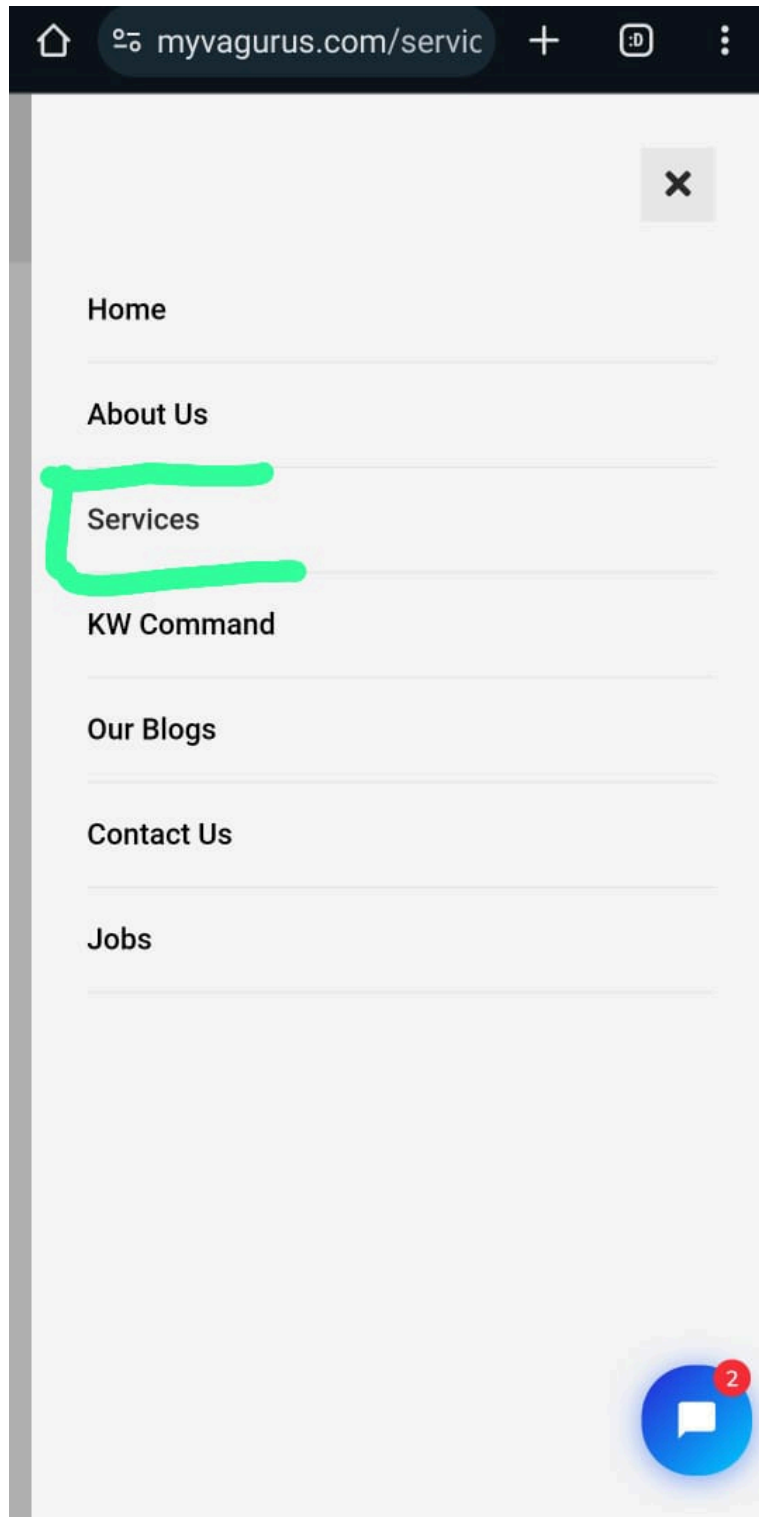 myvagurus.com/servic
:D
Home
About Us
Services
KW Command
Our Blogs
Contact Us
Jobs
2